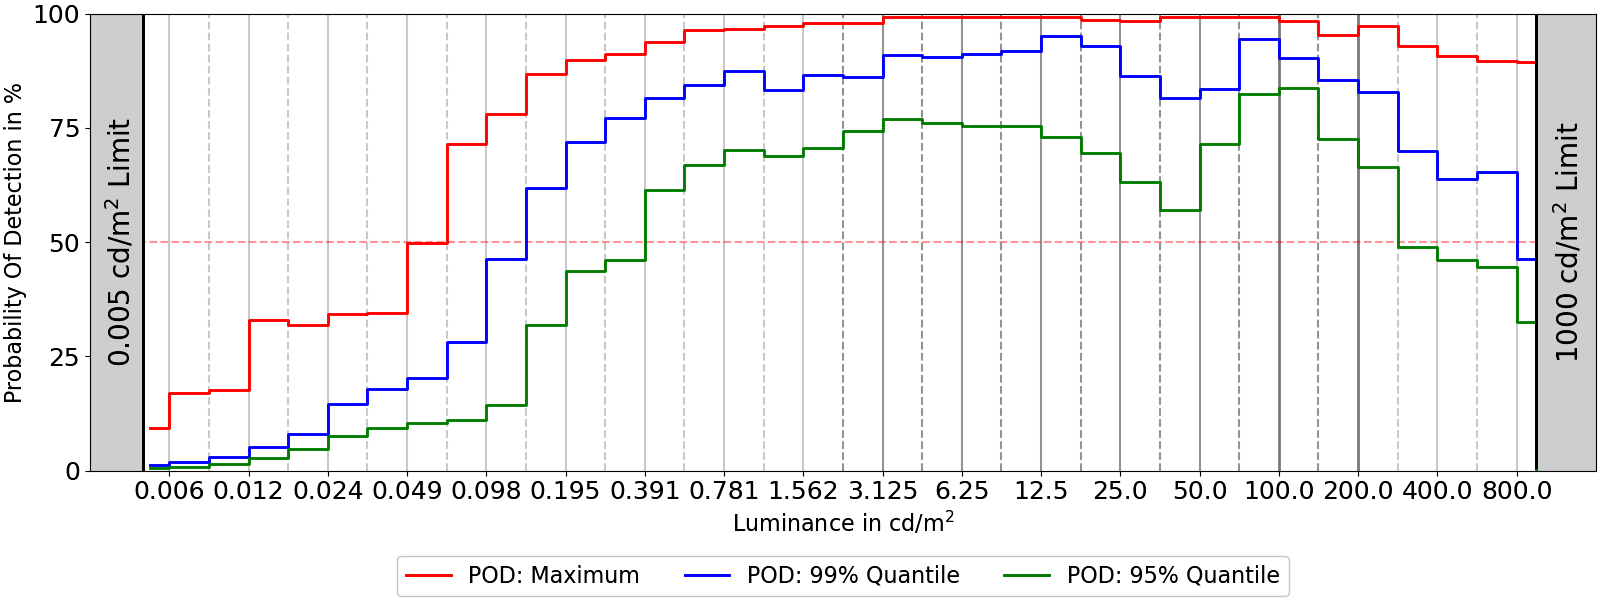 100
75
50
25
0
Probability Of Detection in %
0.005 cd/m² Limit
1000 cd/m² Limit
0.006 0.012 0.024 0.049 0.098 0.195 0.391 0.781 1.562 3.125 6.25 12.5 25.0 50.0 100.0 200.0 400.0 800.0
Luminance in cd/m²
POD: Maximum POD: 99% Quantile POD: 95% Quantile